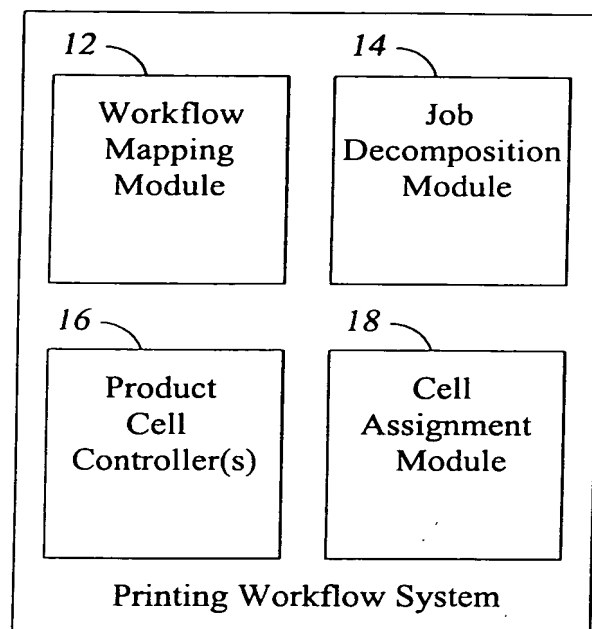 12
14
Workflow
Mapping
Module
Job
Decomposition
Module
16
18
Product
Cell
Controller(s)
Cell
Assignment
Module
Printing Workflow System